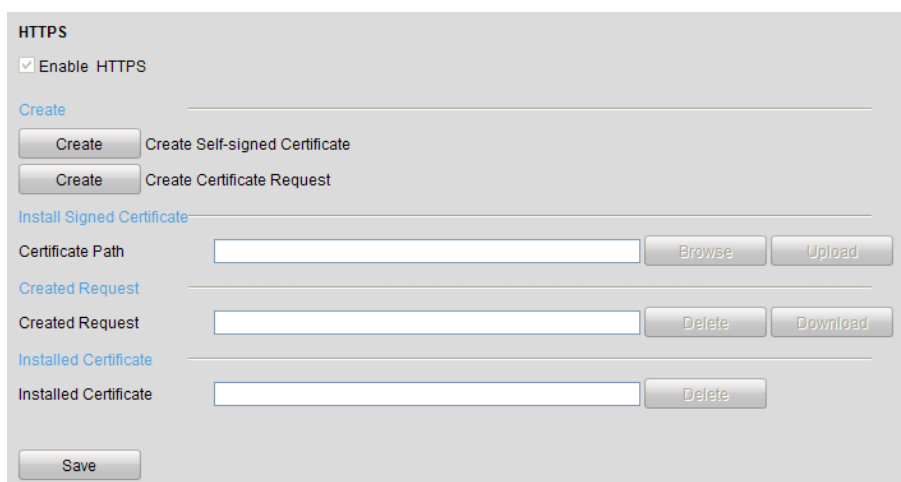 HTTPS
Enable HTTPS
Create
Create Create Self-signed Certificate
Create Create Certificate Request
Install Signed Certificate
Certificate Path Browse Upload
Created Request
Created Request Delete Download
Installed Certificate
Installed Certificate Delete
Save